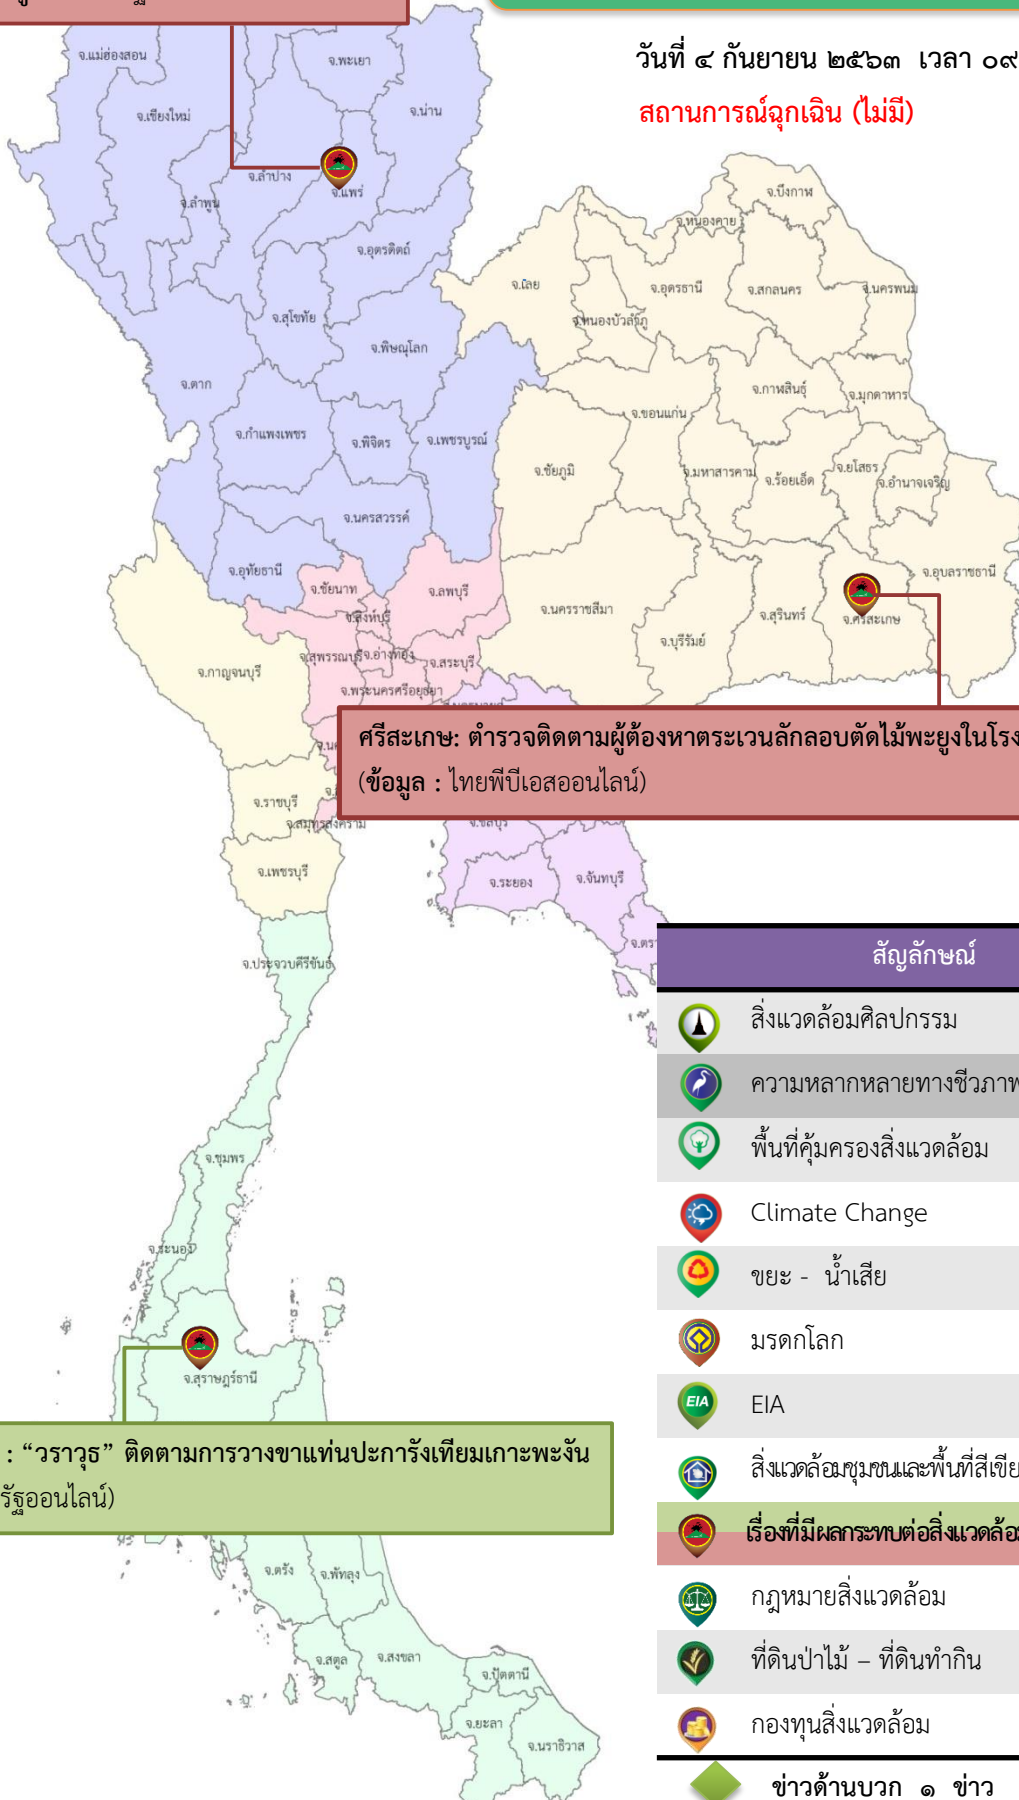 วันที่ ๔ กันยายน ๒๕๖๓ เวลา ๐๙
สถานการณ์ฉุกเฉิน (ไม่มี)
จ.แม่ฮ่องสอน
จ.พะเยา
จ.เชียงใหม่
จ.น่าน
จ.ลำปาง
จ.แพร่
จ.ลำพูน
จ.อุตรดิตถ์
จ.สุโขทัย
จ.พิษณุโลก
จ.ตาก
จ.กำแพงเพชร
จ.พิจิตร
จ.เพชรบูรณ์
จ.นครสวรรค์
จ.อุทัยธานี
จ.บึงกาฬ
จ.หนองคาย
จ.เลย
จ.อุดรธานี
จ.สกลนคร
จ.นครพนม
จ.หนองบัวลำภู
จ.กาฬสินธุ์
จ.มุกดาหาร
จ.ขอนแก่น
จ.ชัยภูมิ
จ.มหาสารคาม
จ.ร้อยเอ็ด
จ.ยโสธร
จ.อำนาจเจริญ
จ.อุบลราชธานี
จ.นครราชสีมา
จ.บุรีรัมย์
จ.สุรินทร์
จ.ศรีสะเกษ
จ.ชัยนาท
จ.ลพบุรี
จ.สิงห์บุรี
จ.สุพรรณบุรี
จ.อ่างทอง
จ.สระบุรี
จ.พระนครศรีอยุธยา
จ.กาญจนบุรี
ศรีสะเกษ: ตำรวจติดตามผู้ต้องหาตระเวนลักลอบตัดไม้พะยูงในโรง
(ข้อมูล : ไทยพีบีเอสออนไลน์)
จ.ราชบุรี
จ.สมุทรสงคราม
จ.ชลบุรี
จ.เพชรบุรี
จ.ระยอง
จ.จันทบุรี
จ.ตรา
จ.ประจวบคีรีขันธ์
จ.ชุมพร
จ.ระนอง
จ.สุราษฎร์ธานี
: “วราวุธ” ติดตามการวางขาแท่นปะการังเทียมเกาะพะงัน
รัฐออนไลน์)
จ.ตรัง
จ.พัทลุง
จ.สตูล
จ.สงขลา
จ.ปัตตานี
จ.ยะลา
จ.นราธิวาส
สัญลักษณ์
สิ่งแวดล้อมศิลปกรรม
ความหลากหลายทางชีวภาพ
พื้นที่คุ้มครองสิ่งแวดล้อม
Climate Change
ขยะ - น้ำเสีย
มรดกโลก
EIA EIA
สิ่งแวดล้อมชุมชนและพื้นที่สีเขีย
เรื่องที่มีผลกระทบต่อสิ่งแวดล้อ
กฎหมายสิ่งแวดล้อม
ที่ดินป่าไม้ – ที่ดินทำกิน
กองทุนสิ่งแวดล้อม
ข่าวด้านบวก ๑ ข่าว